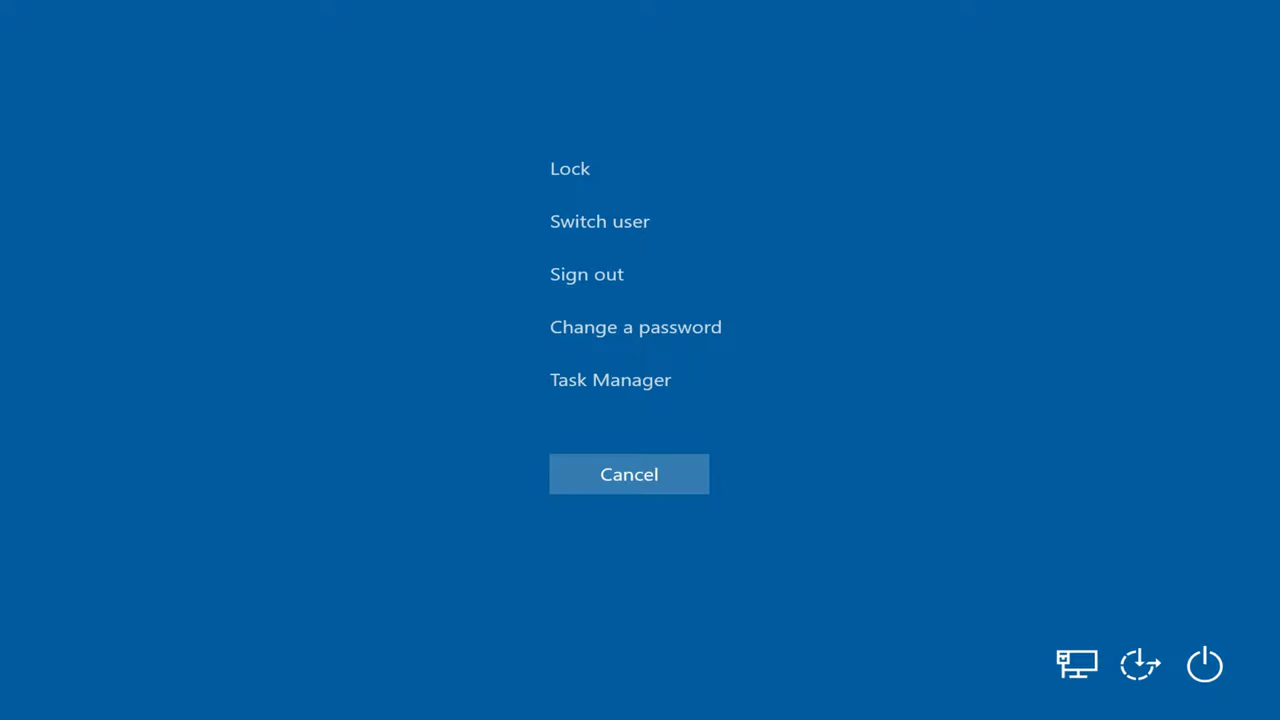 Lock
Switch user
Sign out
Change a password
Task Manager
Cancel